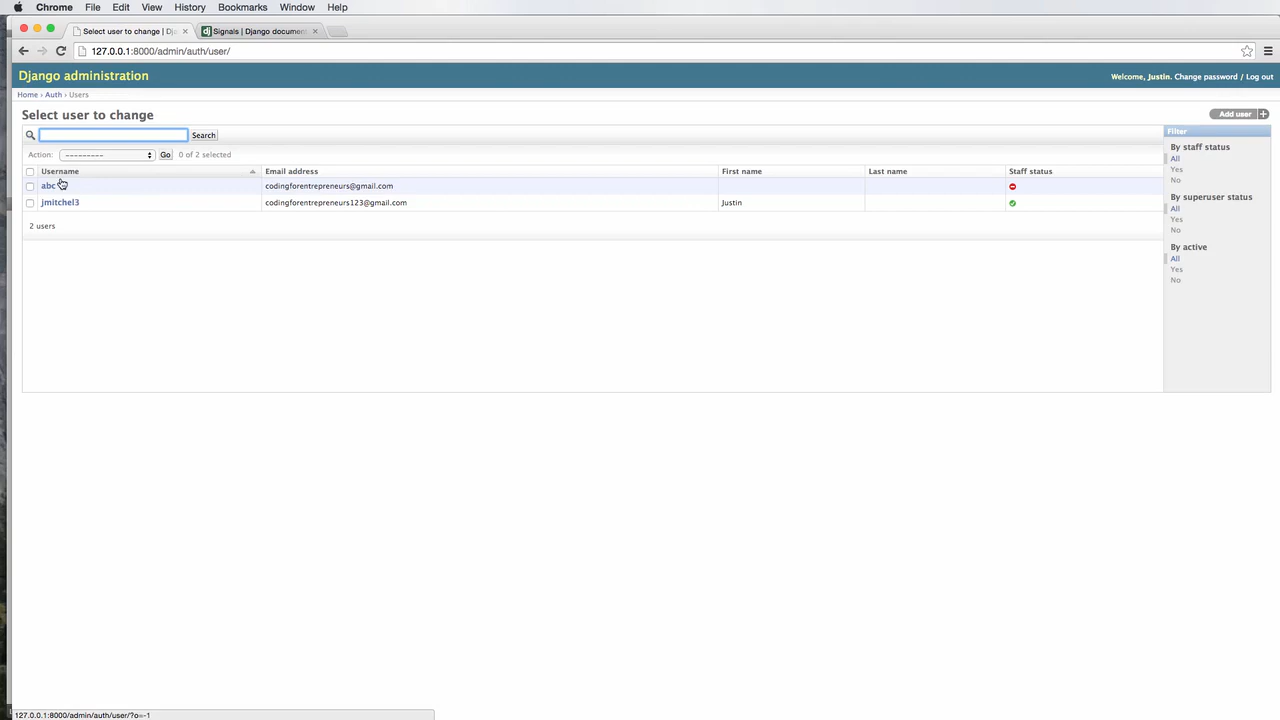 Chrome File Edit View History Bookmarks Window Help
Select user to change | Dja
Signals | Django documen
127.0.0.1:8000/admin/auth/user/
Django administration
Welcome, Justin. Change password / Log out
Home › Auth › Users
Select user to change
Add user +
Search
Filter
Action: --------- Go 0 of 2 selected
By staff status
All
Yes
No
Username Email address First name Last name Staff status
abc codingforentrepreneurs@gmail.com
jmitchel3 codingforentrepreneurs123@gmail.com Justin
2 users
By superuser status
All
Yes
No
By active
All
Yes
No
127.0.0.1:8000/admin/auth/user/?o=-1